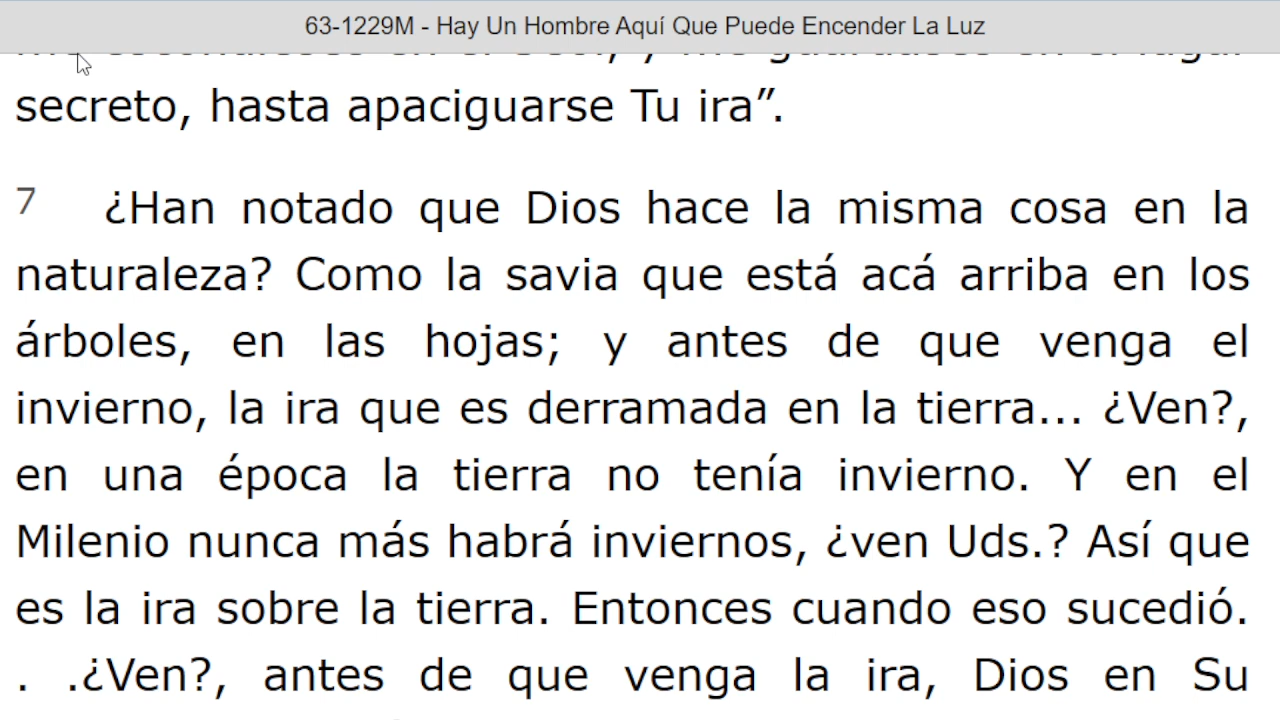 63-1229M - Hay Un Hombre Aquí Que Puede Encender La Luz
secreto, hasta apaciguarse Tu ira”.
7 ¿Han notado que Dios hace la misma cosa en la
naturaleza? Como la savia que está acá arriba en los
árboles, en las hojas; y antes de que venga el
invierno, la ira que es derramada en la tierra... ¿Ven?,
en una época la tierra no tenía invierno. Y en el
Milenio nunca más habrá inviernos, ¿ven Uds.? Así que
es la ira sobre la tierra. Entonces cuando eso sucedió.
. .¿Ven?, antes de que venga la ira, Dios en Su